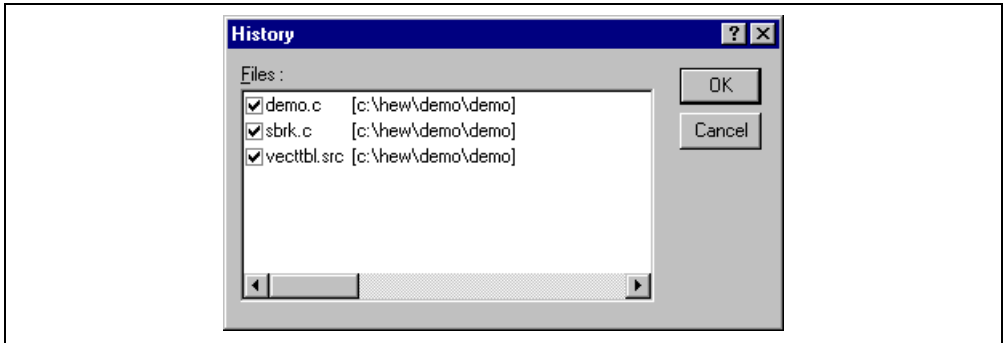 History
Files :
OK
demo.c [c:\hew\demo\demo]
sbrk.c [c:\hew\demo\demo]
Cancel
vecttbl.src [c:\hew\demo\demo]